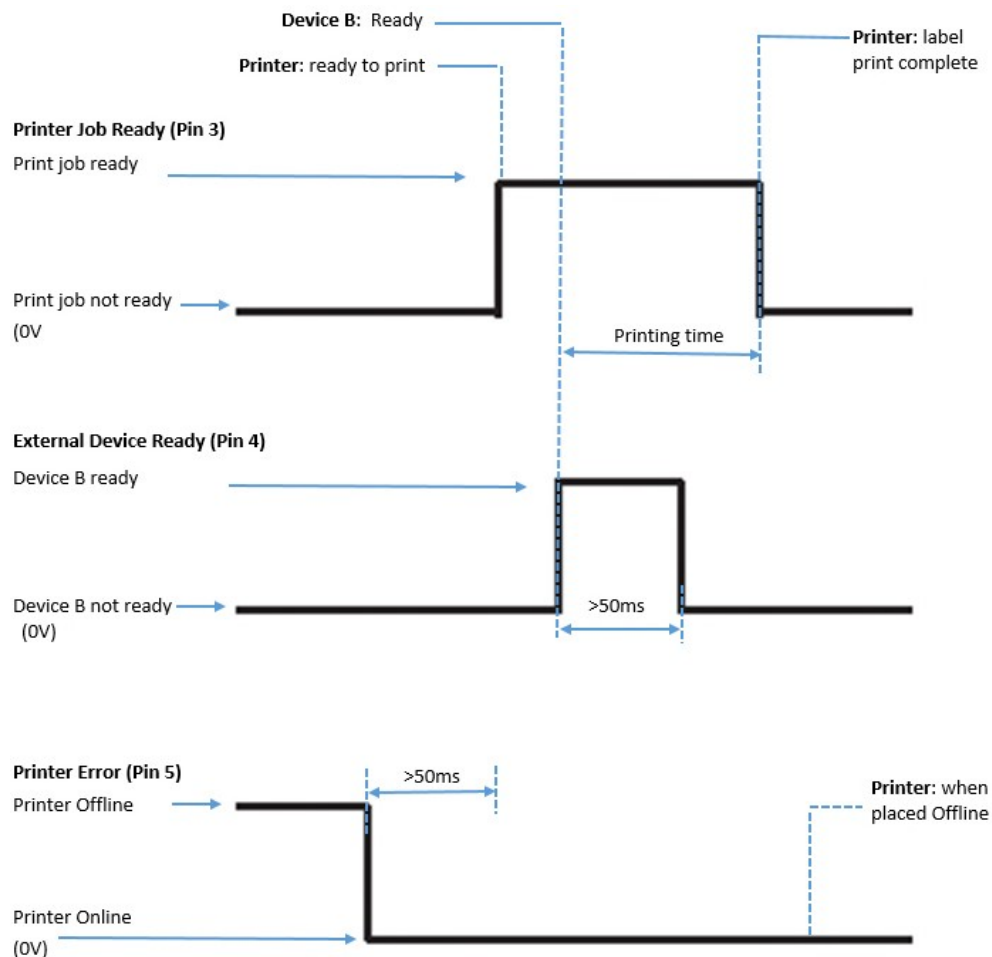 Device B: Ready
Printer: ready to print
Printer: label
print complete
Printer Job Ready (Pin 3)
Print job ready
Print job not ready
(0V
Printing time
External Device Ready (Pin 4)
Device B ready
Device B not ready
(0V)
>50ms
Printer Error (Pin 5)
>50ms
Printer Offline
Printer: when
placed Offline
Printer Online
(0V)